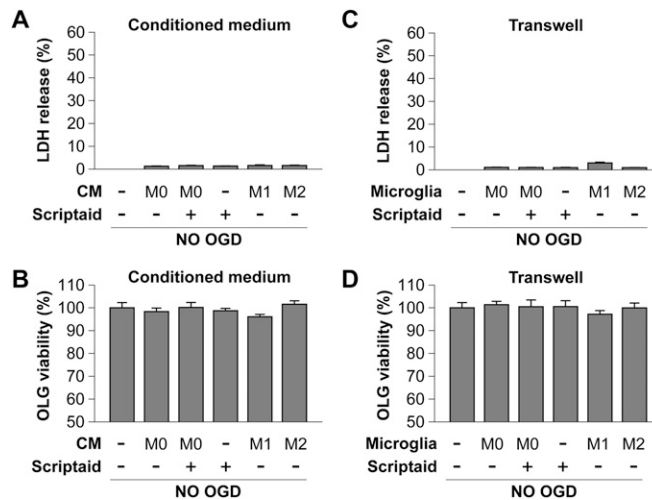 A
Conditioned medium
LDH release (%)
60
50
40
30
20
10
0
CM - M0 M0 - M1 M2
Scriptaid - - + + - -
NO OGD
B
Conditioned medium
OLG viability (%)
110
100
90
80
70
60
50
CM - M0 M0 - M1 M2
Scriptaid - - + + - -
NO OGD
C
Transwell
LDH release (%)
60
50
40
30
20
10
0
Microglia - M0 M0 - M1 M2
Scriptaid - - + + - -
NO OGD
D
Transwell
OLG viability (%)
110
100
90
80
70
60
50
Microglia - M0 M0 - M1 M2
Scriptaid - - + + - -
NO OGD